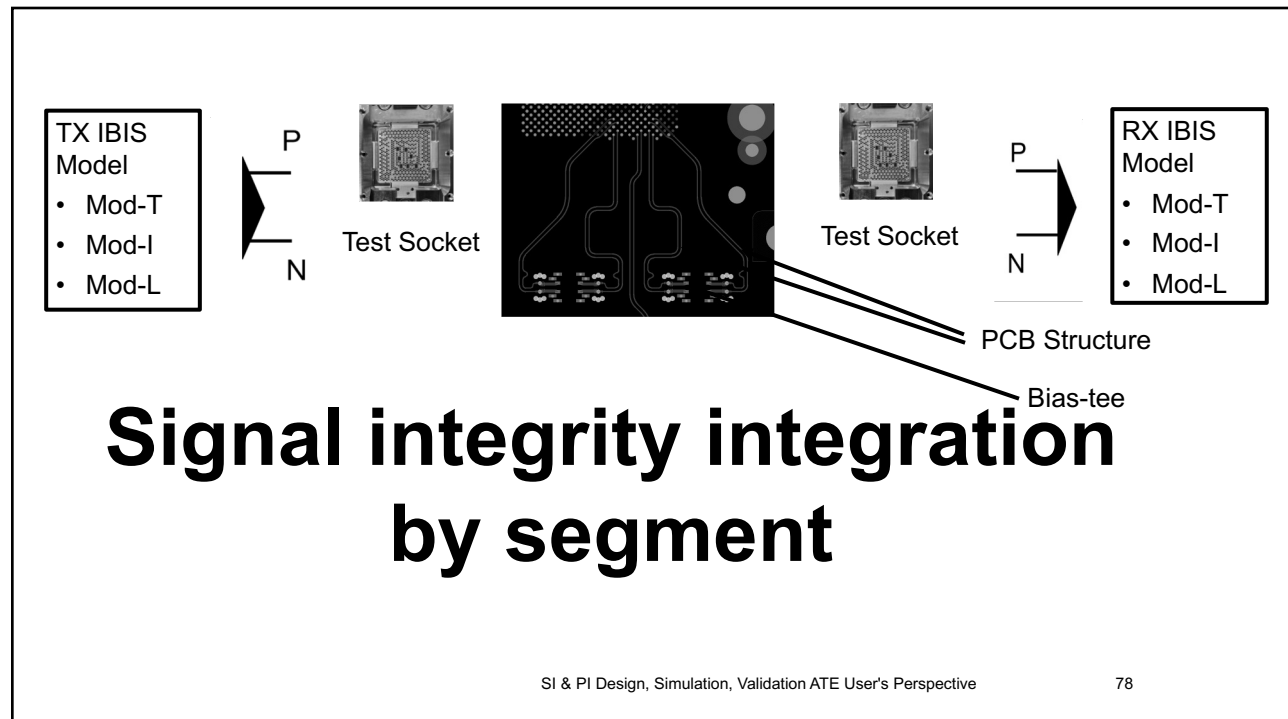 TX IBIS
Model
• Mod-T
• Mod-I
• Mod-L
P
N
Test Socket
Test Socket
P
N
RX IBIS
Model
• Mod-T
• Mod-I
• Mod-L
PCB Structure
Bias-tee
Signal integrity integration
by segment
SI & PI Design, Simulation, Validation ATE User's Perspective
78